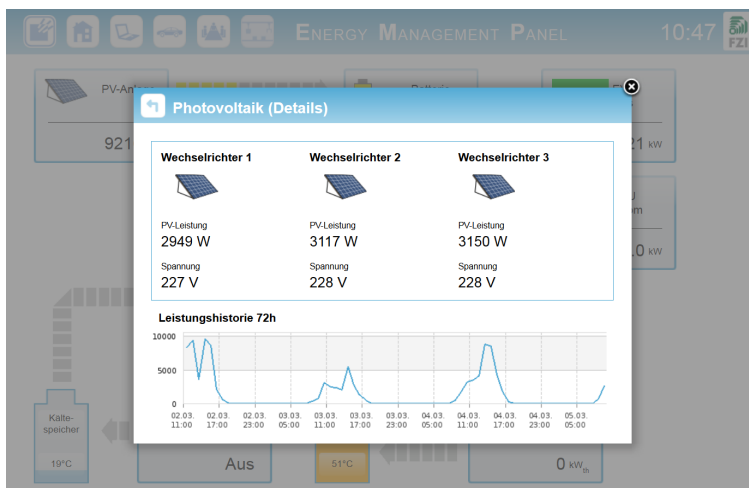 ENERGY MANAGEMENT PANEL
10:47
FZI
921
kW
.0 kW
Photovoltaik (Details)
Wechselrichter 1 Wechselrichter 2 Wechselrichter 3
PV-Leistung PV-Leistung PV-Leistung
2949 W 3117 W 3150 W
Spannung Spannung Spannung
227 V 228 V 228 V
Leistungshistorie 72h
10000
5000
0
02.03. 02.03. 02.03. 03.03. 03.03. 03.03. 03.03. 04.03. 04.03. 04.03. 04.03. 05.03.
11:00 17:00 23:00 05:00 11:00 17:00 23:00 05:00 11:00 17:00 23:00 05:00
Kälte-
speicher
19°C
Aus
51°C
0 kWth